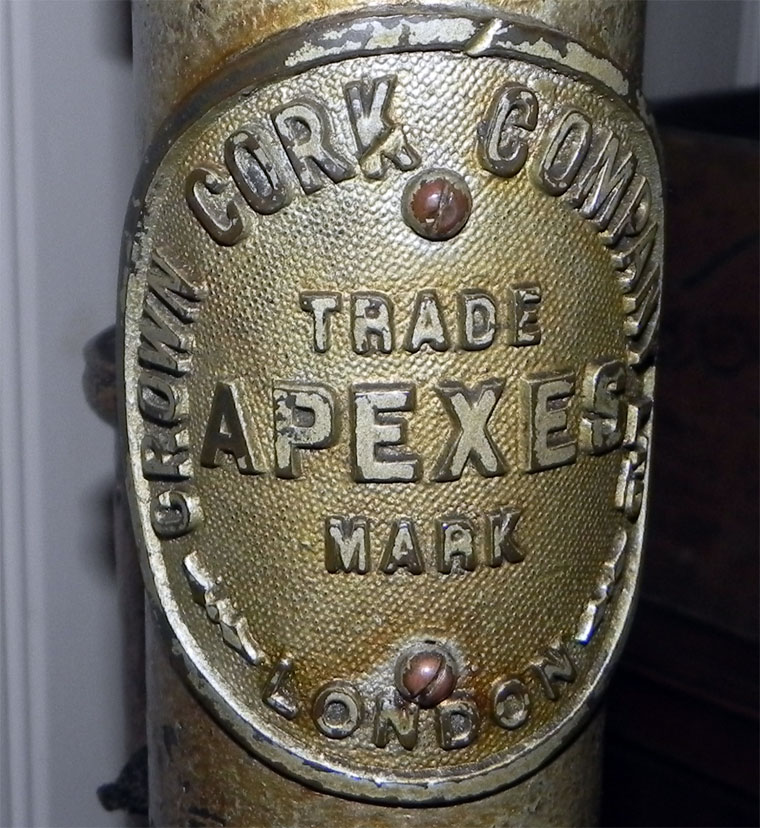 CROWN CORK COMPANY
TRADE
APEXES
MARK
LONDON